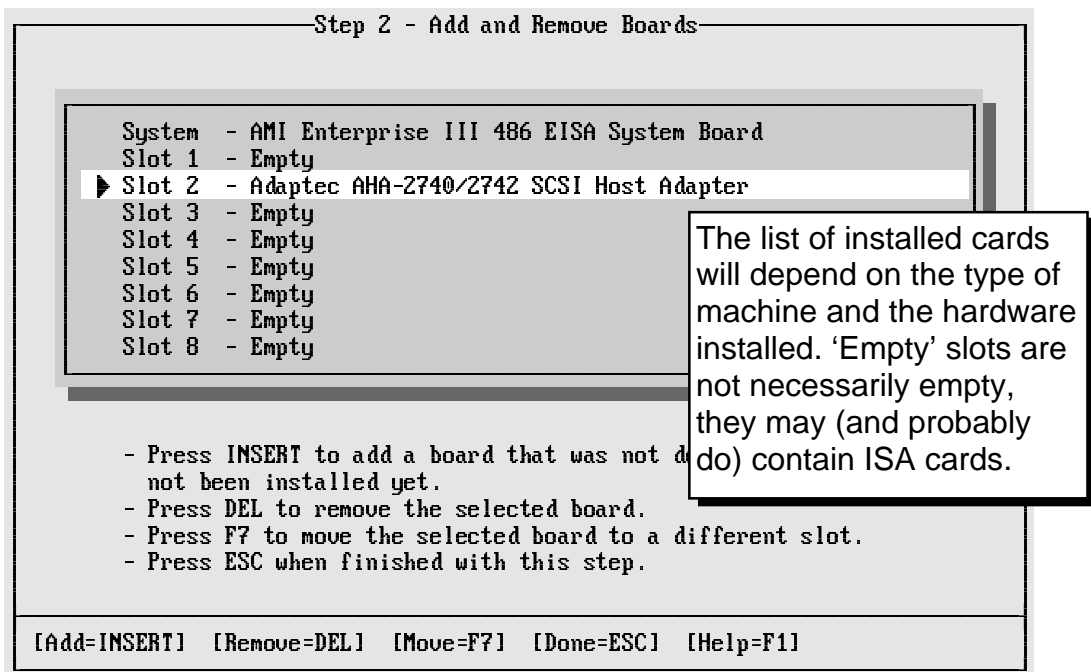 Step 2 - Add and Remove Boards
System - AMI Enterprise III 486 EISA System Board
Slot 1 - Empty
Slot 2 - Adaptec AHA-2740/2742 SCSI Host Adapter
Slot 3 - Empty
Slot 4 - Empty
Slot 5 - Empty
Slot 6 - Empty
Slot 7 - Empty
Slot 8 - Empty
The list of installed cards
will depend on the type of
machine and the hardware
installed. ‘Empty’ slots are
not necessarily empty,
they may (and probably
do) contain ISA cards.
- Press INSERT to add a board that was not
not been installed yet.
- Press DEL to remove the selected board.
- Press F7 to move the selected board to a different slot.
- Press ESC when finished with this step.
[Add=INSERT] [Remove=DEL] [Move=F7] [Done=ESC] [Help=F1]